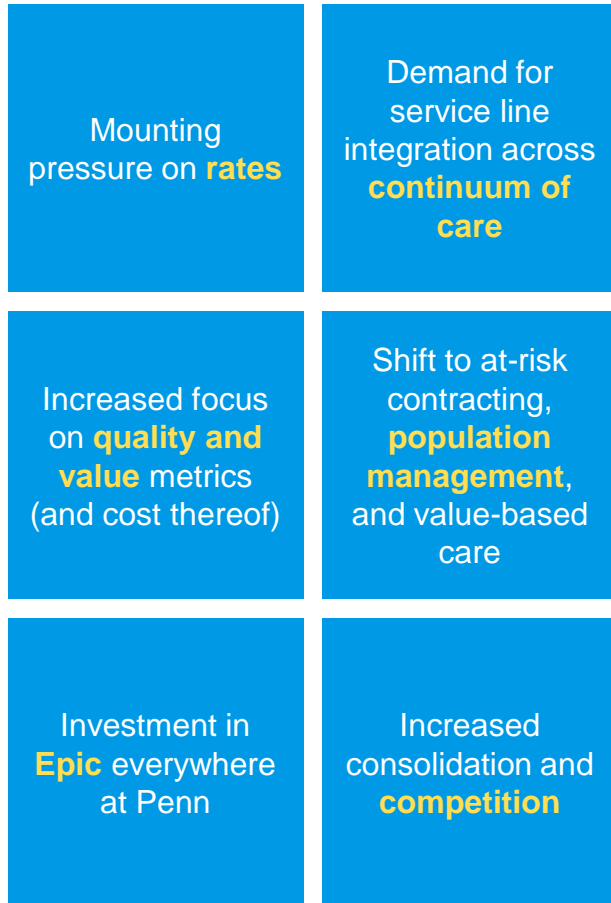 Mounting
pressure on rates
Demand for
service line
integration across
continuum of
care
Increased focus
on quality and
value metrics
(and cost thereof)
Shift to at-risk
contracting,
population
management,
and value-based
care
Investment in
Epic everywhere
at Penn
Increased
consolidation and
competition